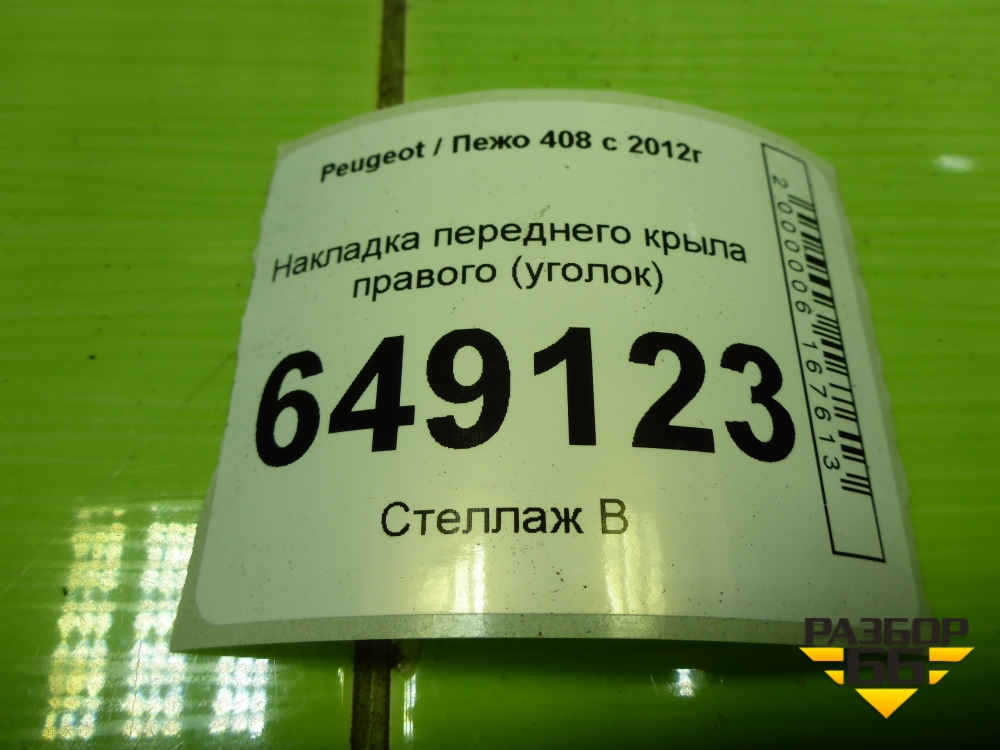 Peugeot / Пежо 408 с 2012г
Накладка переднего крыла
правого (уголок)
649123
Стеллаж В
2000006167613
РАЗБОР
66